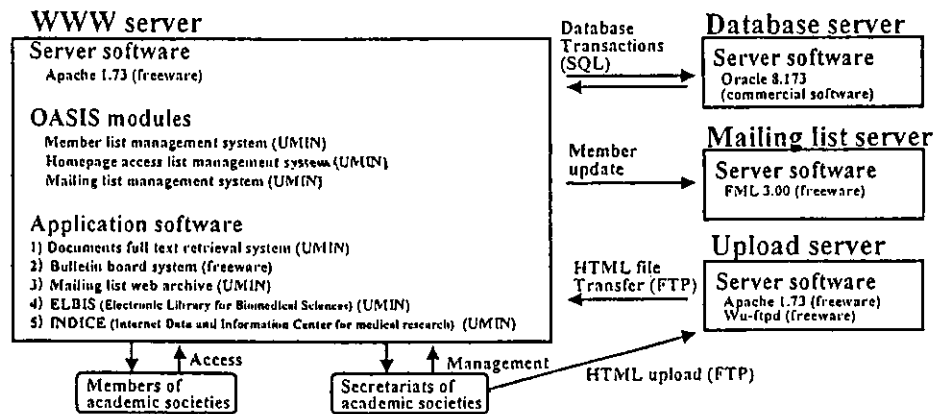 WWW server
Server software
Apache 1.73 (freeware)
OASIS modules
Member list management system (UMIN)
Homepage access list management system (UMIN)
Mailing list management system (UMIN)
Application software
1) Documents full text retrieval system (UMIN)
2) Bulletin board system (freeware)
3) Mailing list web archive (UMIN)
4) ELBIS (Electronic Library for Biomedical Sciences) (UMIN)
5) INDICE (Internet Data and Information Center for medical research) (UMIN)
Database
Transactions
(SQL)
Database server
Server software
Oracle 8.173
(commercial software)
Member
update
Mailing list server
Server software
FML 3.00 (freeware)
HTML file
Transfer (FTP)
Upload server
Server software
Apache 1.73 (freeware)
Wu-ftpd (freeware)
Access
Management
HTML upload (FTP)
Members of
academic societies
Secretariats of
academic societies